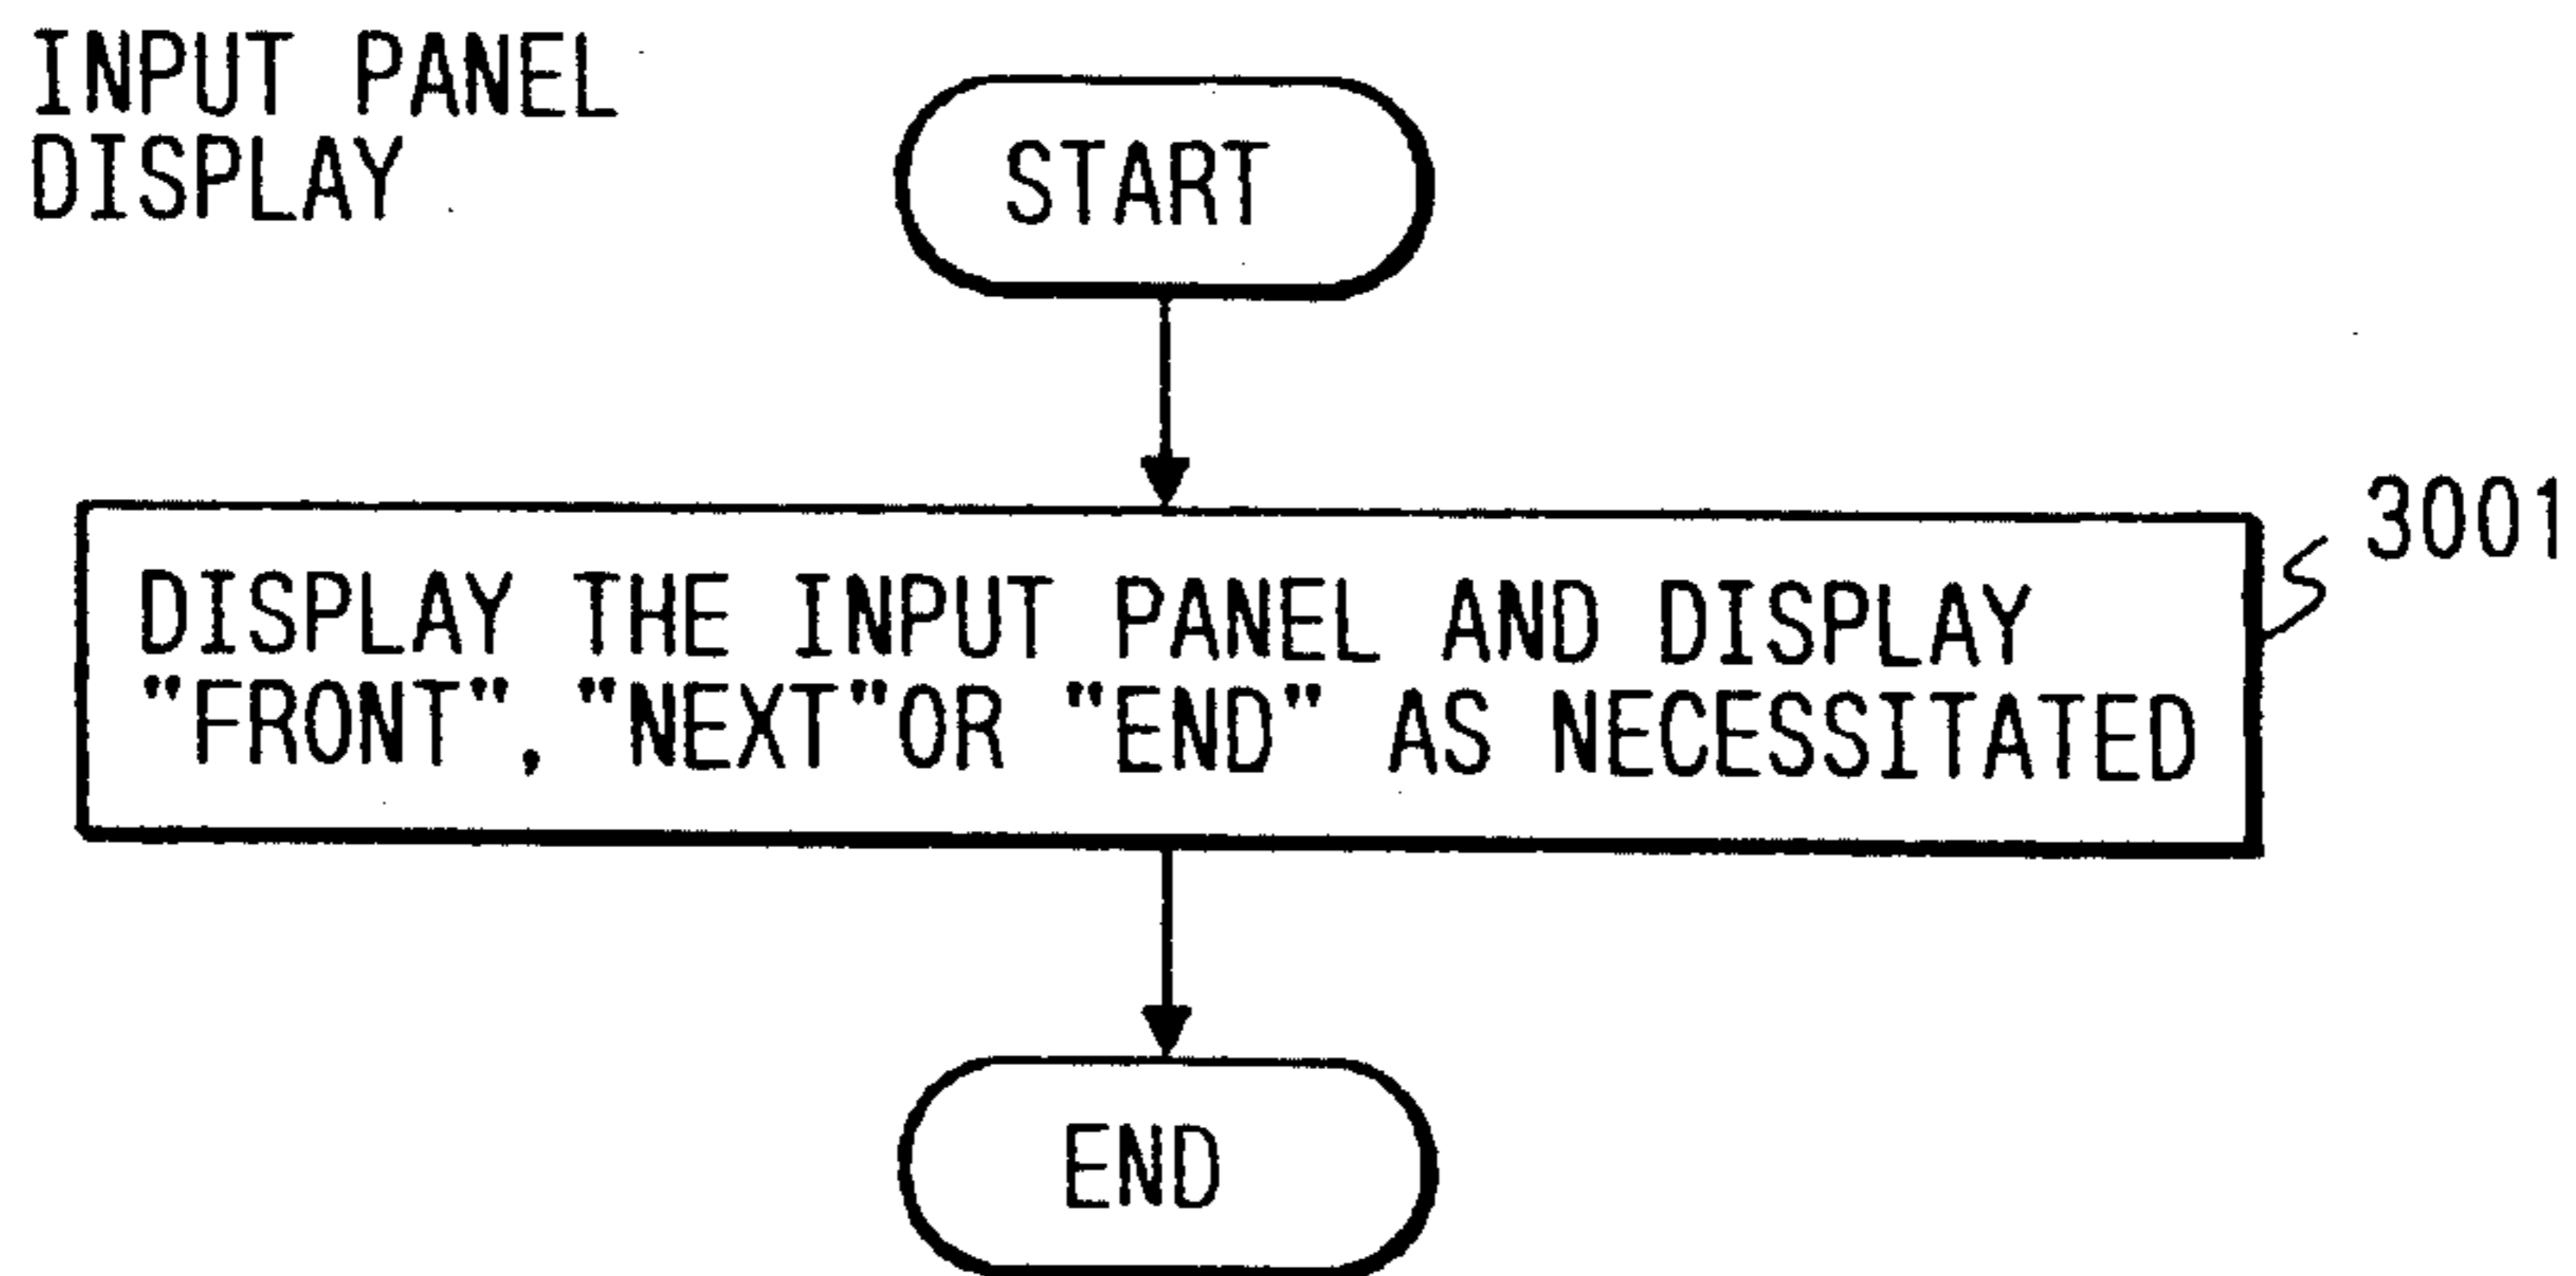 INPUT PANEL
DISPLAY
START
3001
DISPLAY THE INPUT PANEL AND DISPLAY
"FRONT", "NEXT"OR "END" AS NECESSITATED
END